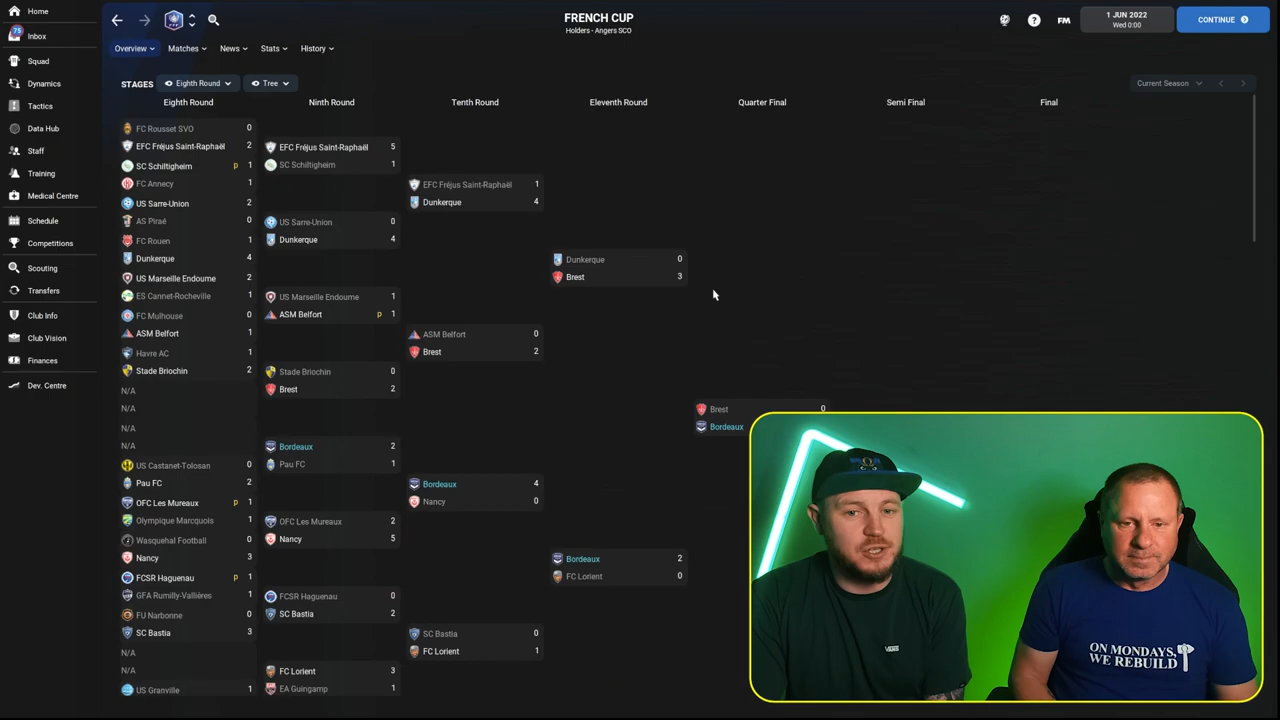 Home
75
Inbox
Squad
Dynamics
Tactics
Data Hub
Staff
Training
Medical Centre
Schedule
Competitions
Scouting
Transfers
Club Info
Club Vision
Finances
Dev. Centre
FRENCH CUP
Holders - Angers SCO
FM
1 JUN 2022
Wed 0:00
CONTINUE
Overview
Matches
News
Stats
History
STAGES
Eighth Round
Tree
Current Season
Eighth Round
Ninth Round
Tenth Round
Eleventh Round
Quarter Final
Semi Final
Final
FC Rousset SVO 0
EFC Fréjus Saint-Raphaël 2
SC Schiltigheim p 1
FC Annecy 1
US Sarre-Union 2
AS Piraé 0
FC Rouen 1
Dunkerque 4
US Marseille Endoume 2
ES Cannet-Rocheville 1
FC Mulhouse 0
ASM Belfort 1
Havre AC 1
Stade Briochin 2
N/A
N/A
N/A
N/A
US Castanet-Tolosan 0
Pau FC 2
OFC Les Mureaux p 1
Olympique Marcquois 1
Wasquehal Football 0
Nancy 3
FCSR Haguenau p 1
GFA Rumilly-Vallières 1
FU Narbonne 0
SC Bastia 3
N/A
N/A
US Granville 1
EFC Fréjus Saint-Raphaël 5
SC Schiltigheim 1
US Sarre-Union 0
Dunkerque 4
US Marseille Endoume 1
ASM Belfort p 1
Stade Briochin 0
Brest 2
Bordeaux 2
Pau FC 1
OFC Les Mureaux 2
Nancy 5
FCSR Haguenau 0
SC Bastia 2
FC Lorient 3
EA Guingamp 1
EFC Fréjus Saint-Raphaël 1
Dunkerque 4
ASM Belfort 0
Brest 2
Bordeaux 4
Nancy 0
SC Bastia 0
FC Lorient 1
Dunkerque 0
Brest 3
Bordeaux 2
FC Lorient 0
Brest 0
Bordeaux
VANS
ON MONDAYS,
WE REBUILD